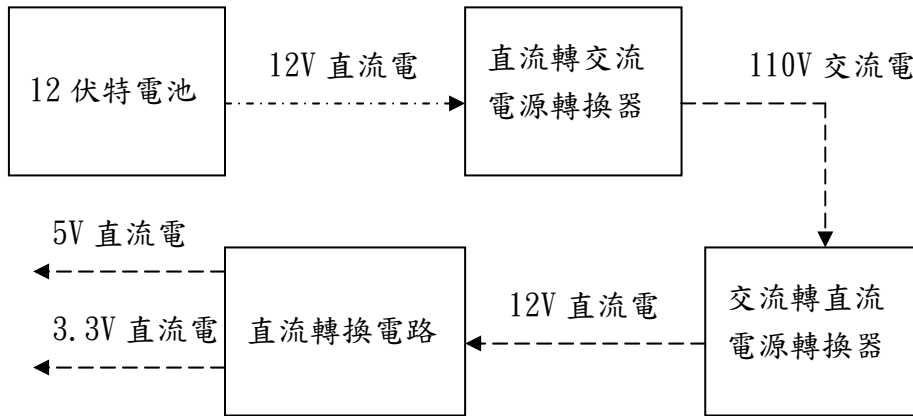 12 伏特電池
12V 直流電
直流轉交流
電源轉換器
110V 交流電
5V 直流電
3.3V 直流電
直流轉換電路
12V 直流電
交流轉直流
電源轉換器